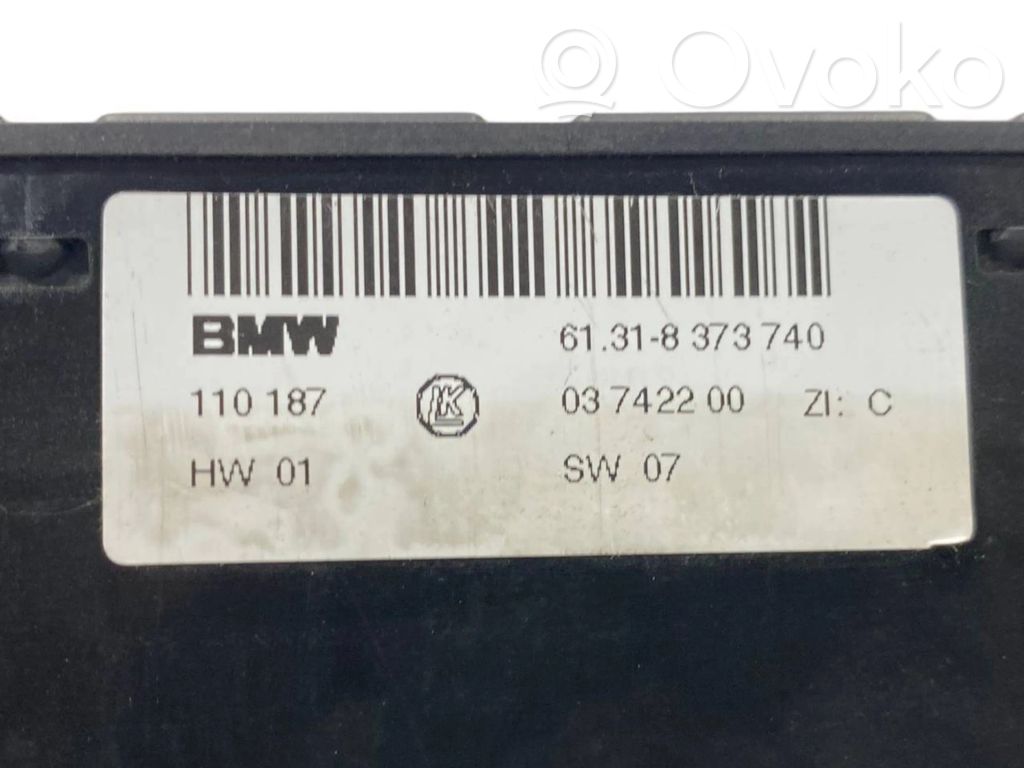 Ovoko
BMW 61.31-8 373 740
110 187 K 03 7422 00 ZI: C
HW 01 SW 07